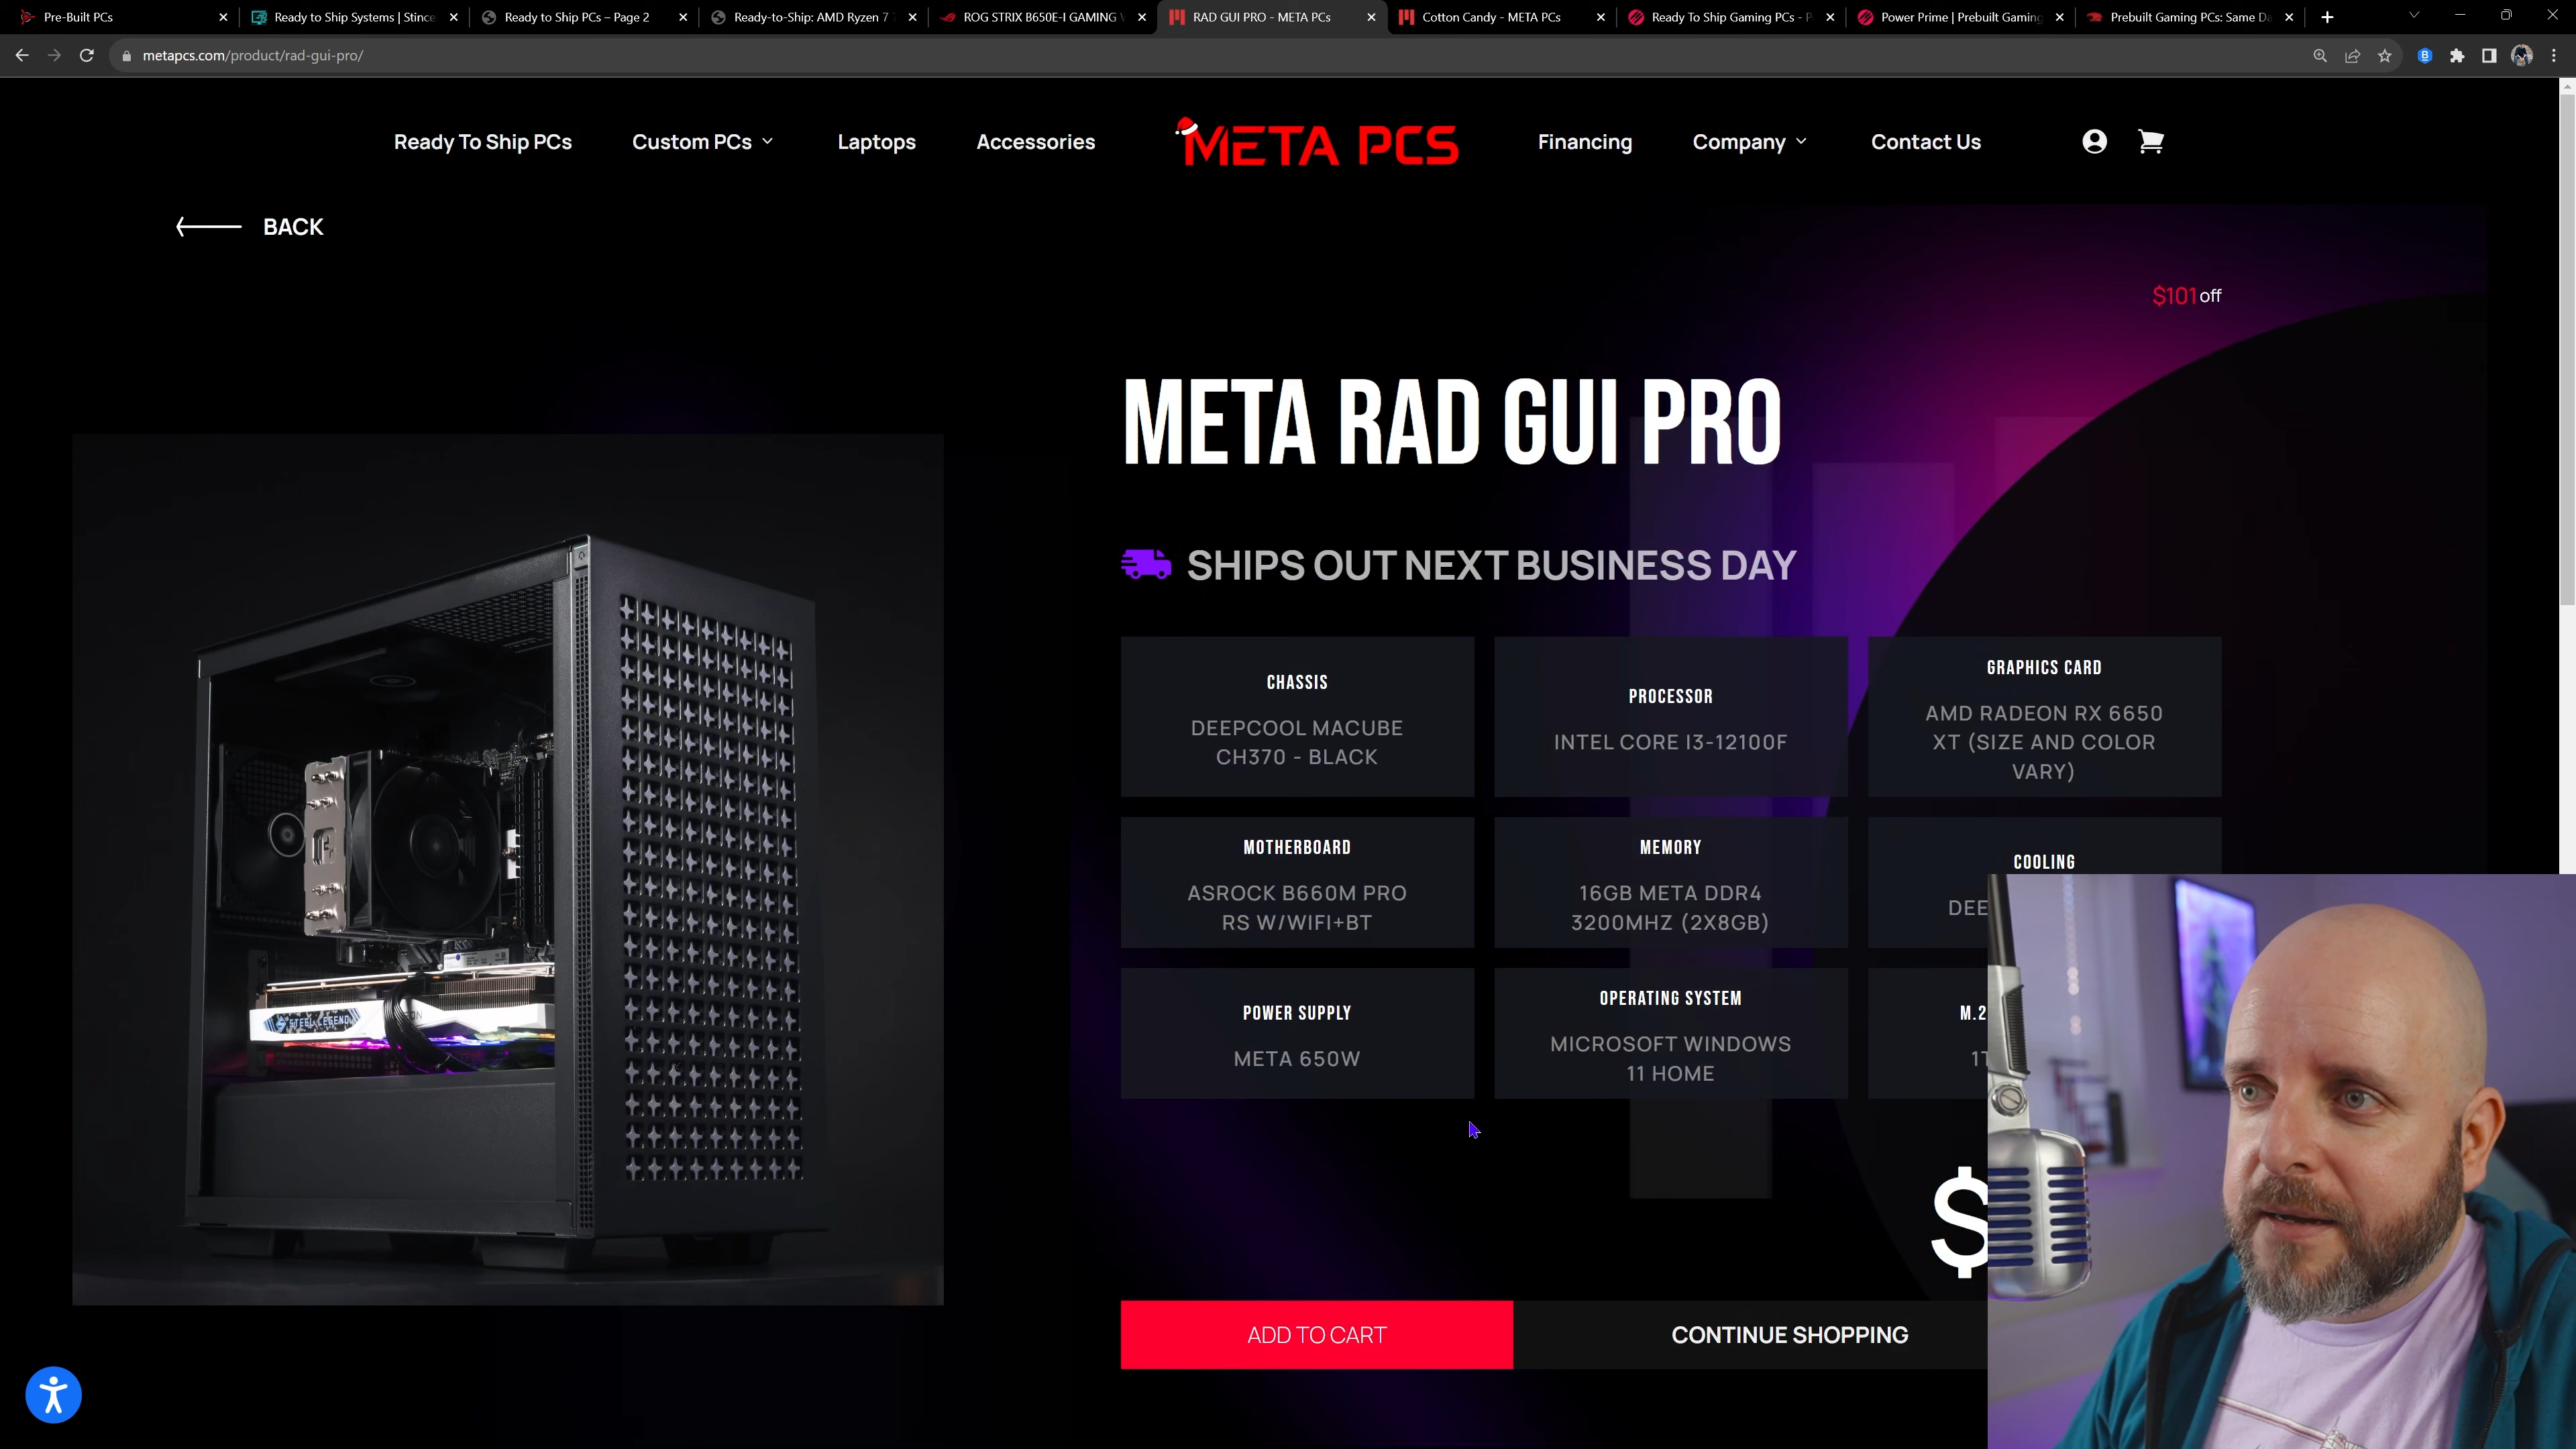 Pre-Built PCs
Ready to Ship Systems | Stince
Ready to Ship PCs – Page 2
Ready-to-Ship: AMD Ryzen 7
ROG STRIX B650E-I GAMING
RAD GUI PRO - META PCs
Cotton Candy - META PCs
Ready To Ship Gaming PCs - P
Power Prime | Prebuilt Gaming
Prebuilt Gaming PCs: Same Da
metapcs.com/product/rad-gui-pro/
Ready To Ship PCs
Custom PCs
Laptops
Accessories
META PCS
Financing
Company
Contact Us
BACK
$101 off
META RAD GUI PRO
SHIPS OUT NEXT BUSINESS DAY
CHASSIS
DEEPCOOL MACUBE
CH370 - BLACK
PROCESSOR
INTEL CORE I3-12100F
GRAPHICS CARD
AMD RADEON RX 6650
XT (SIZE AND COLOR
VARY)
MOTHERBOARD
ASROCK B660M PRO
RS W/WIFI+BT
MEMORY
16GB META DDR4
3200MHZ (2X8GB)
COOLING
DEE
POWER SUPPLY
META 650W
OPERATING SYSTEM
MICROSOFT WINDOWS
11 HOME
M.2
1T
$
ADD TO CART
CONTINUE SHOPPING
STEEL LEGEND